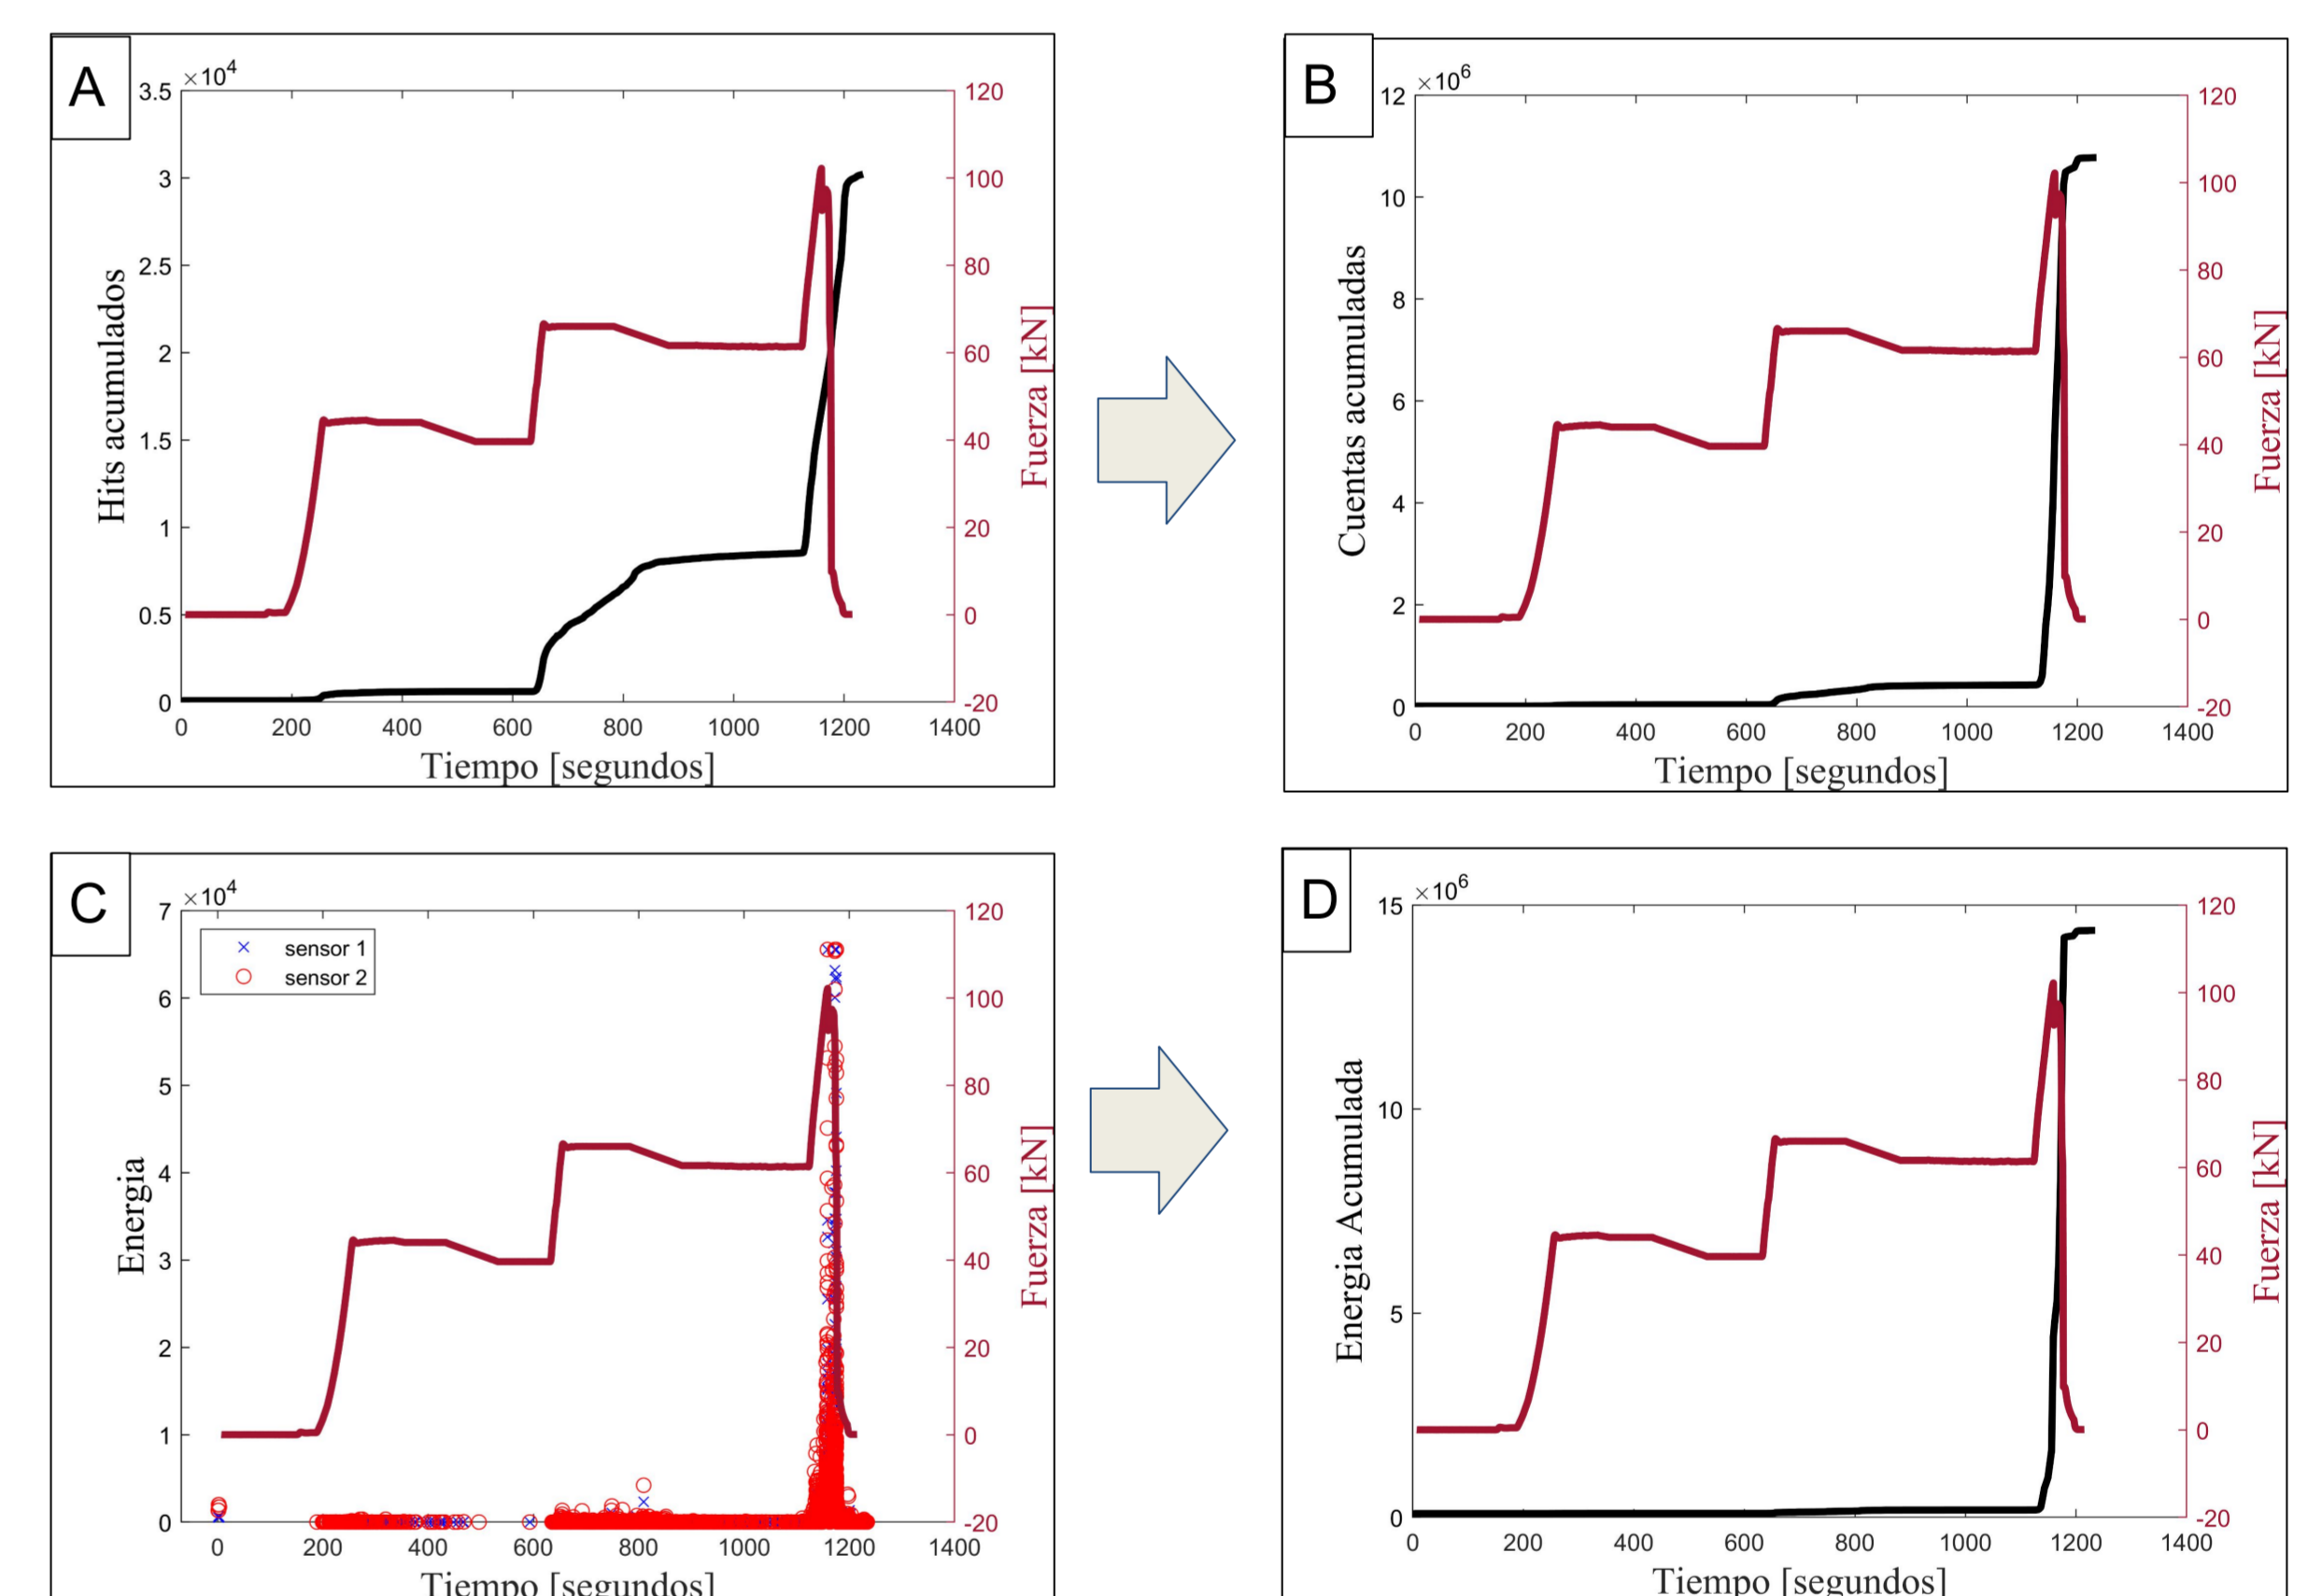 A
×10^4
3.5
3
2.5
2
1.5
1
0.5
0
Hits acumulados
120
100
80
60
40
20
0
-20
Fuerza [kN]
0 200 400 600 800 1000 1200 1400
Tiempo [segundos]
B
×10^6
12
10
8
6
4
2
0
Cuentas acumuladas
120
100
80
60
40
20
0
-20
Fuerza [kN]
0 200 400 600 800 1000 1200 1400
Tiempo [segundos]
C
×10^4
7
6
5
4
3
2
1
0
Energia
sensor 1
sensor 2
120
100
80
60
40
20
0
-20
Fuerza [kN]
0 200 400 600 800 1000 1200 1400
Tiempo [segundos]
D
×10^6
15
10
5
0
Energia Acumulada
120
100
80
60
40
20
0
-20
Fuerza [kN]
0 200 400 600 800 1000 1200 1400
Tiempo [segundos]